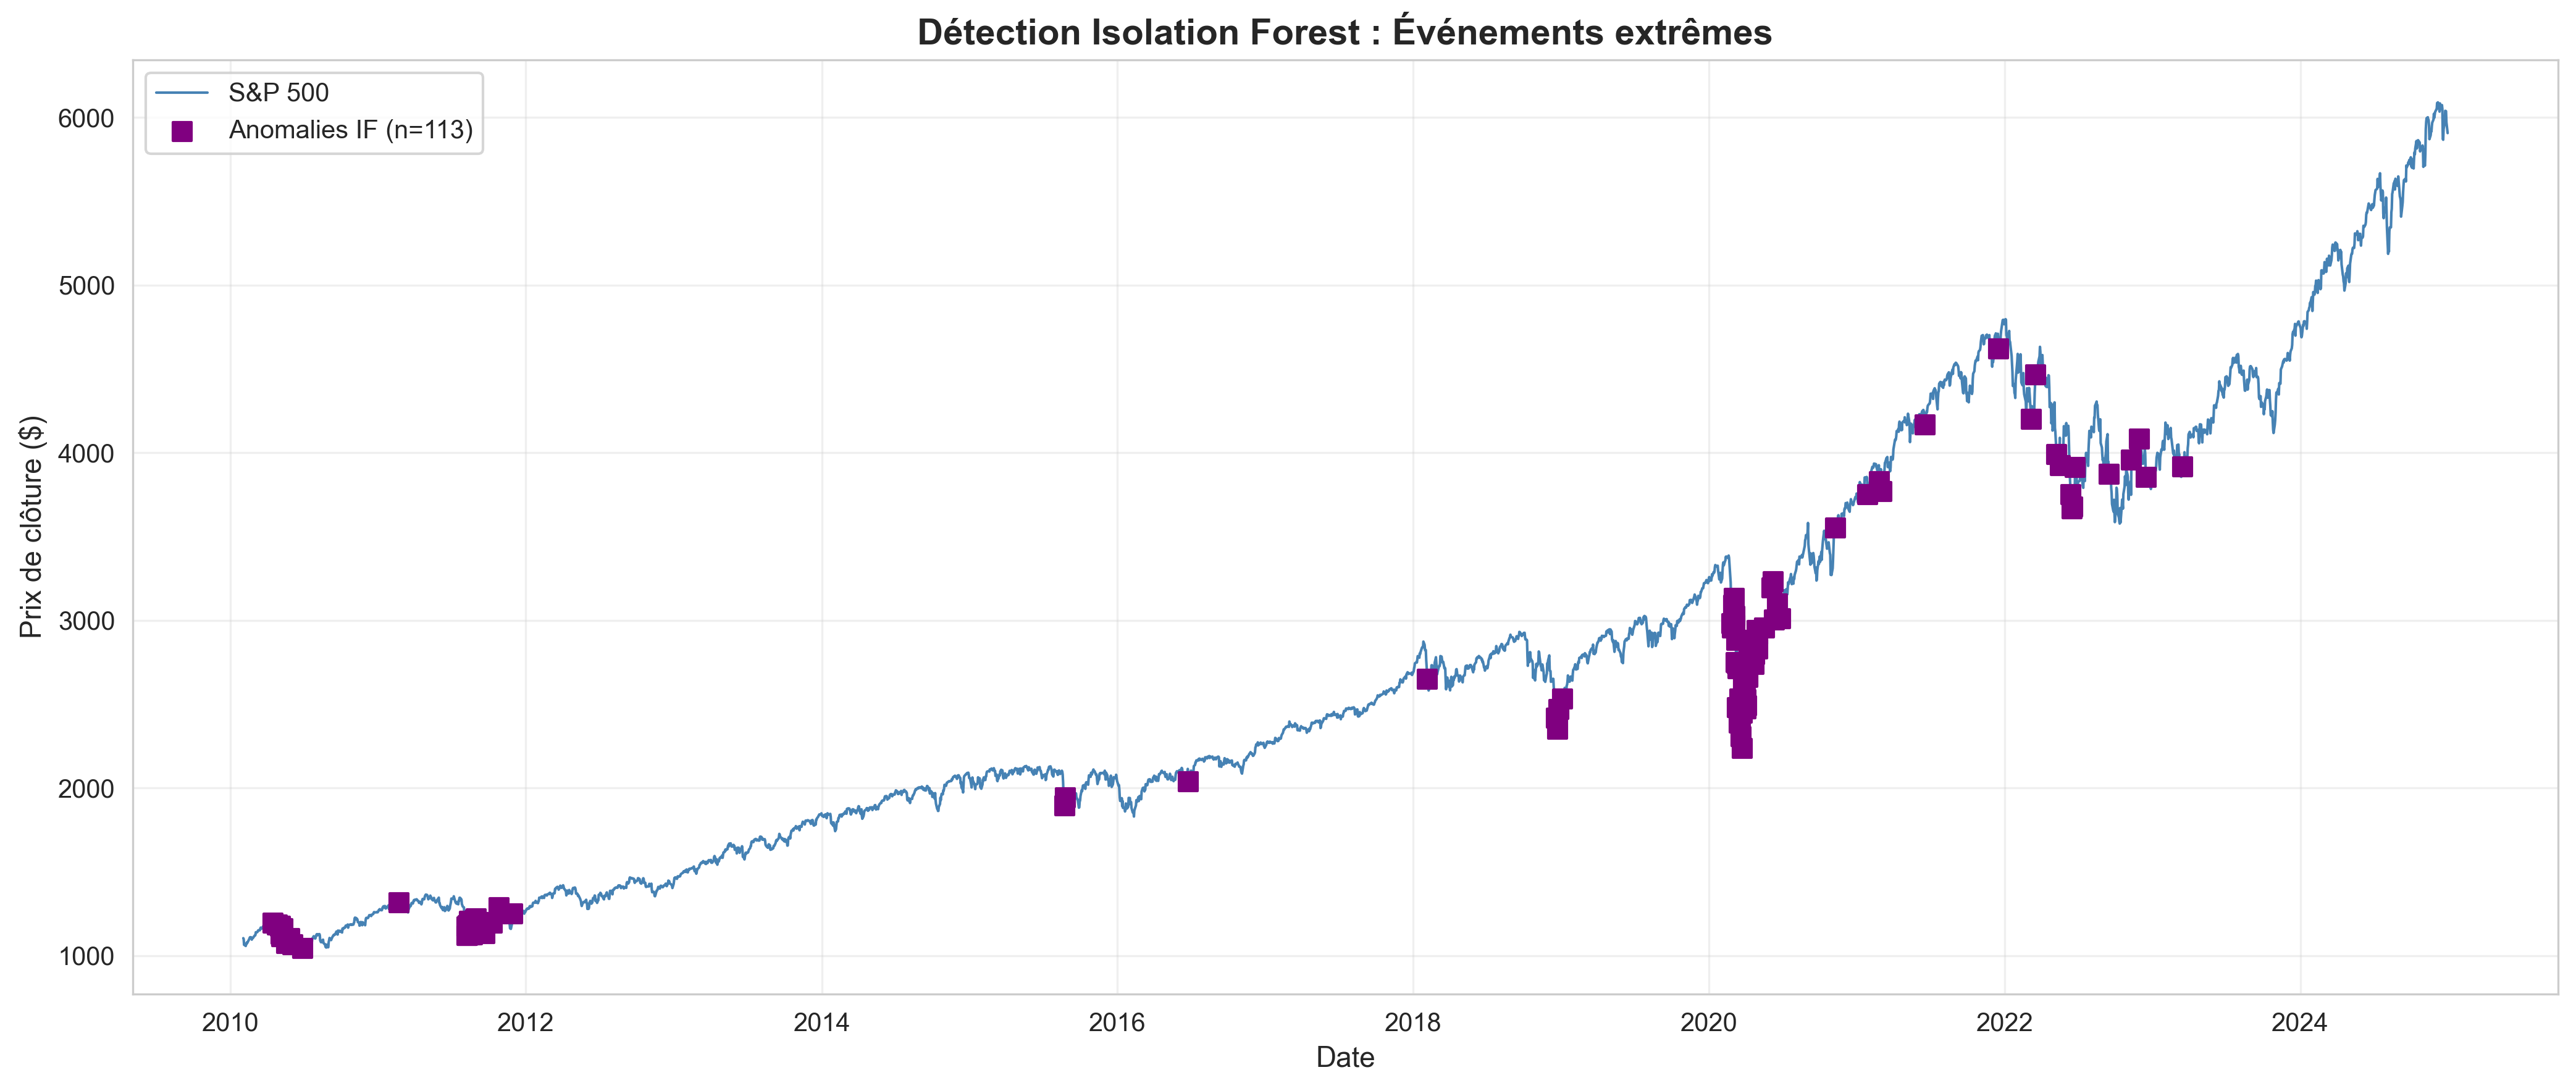 Détection Isolation Forest : Événements extrêmes
S&P 500
Anomalies IF (n=113)
Prix de clôture ($)
6000
5000
4000
3000
2000
1000
2010
2012
2014
2016
2018
2020
2022
2024
Date